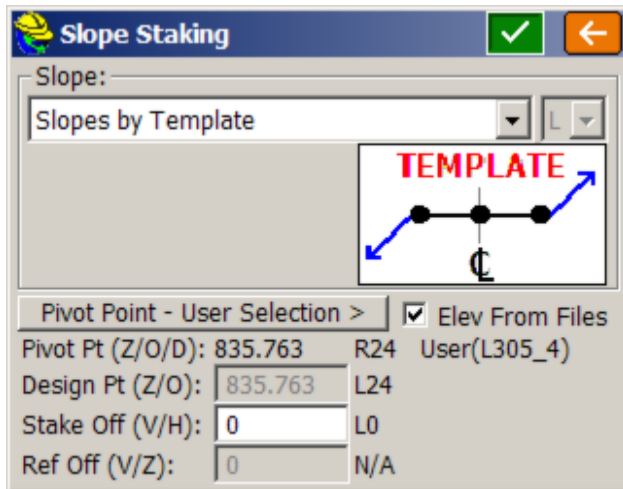 Slope Staking
Slope:
Slopes by Template L
TEMPLATE
℄
Pivot Point - User Selection > Elev From Files
Pivot Pt (Z/O/D): 835.763 R24 User(L305_4)
Design Pt (Z/O): 835.763 L24
Stake Off (V/H): 0 L0
Ref Off (V/Z): 0 N/A